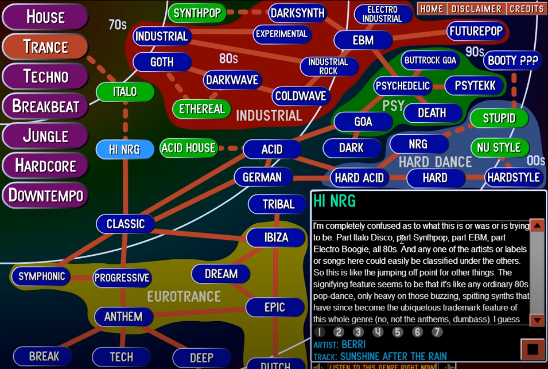 HOME | DISCLAIMER | CREDITS
HOUSE
TRANCE
TECHNO
BREAKBEAT
JUNGLE
HARDCORE
DOWNTEMPO
70s
80s
90s
00s
SYNTHPOP
DARKSYNTH
ELECTRO INDUSTRIAL
FUTUREPOP
INDUSTRIAL
EXPERIMENTAL
EBM
GOTH
INDUSTRIAL ROCK
BUTTROCK GOA
BOOTY ???
DARKWAVE
COLDWAVE
PSYCHEDELIC
PSYTEKK
ITALO
ETHEREAL
INDUSTRIAL
PSY
DEATH
GOA
STUPID
HI NRG
ACID HOUSE
ACID
DARK
NRG
NU STYLE
HARD DANCE
GERMAN
HARD ACID
HARD
HARDSTYLE
TRIBAL
CLASSIC
IBIZA
SYMPHONIC
PROGRESSIVE
DREAM
EUROTRANCE
EPIC
ANTHEM
BREAK
TECH
DEEP
DUTCH
HI NRG
I'm completely confused as to what this is or was or is trying
to be. Part Italo Disco, part Synthpop, part EBM, part
Electro Boogie, all 80s. And any one of the artists or labels
or songs here could easily be classified under the others.
So this is like the jumping off point for other things. The
signifying feature seems to be that it's like any ordinary 80s
pop-dance, only heavy on those buzzing, spitting synths that
have since become the ubiquetous trademark feature of
this whole genre (no, not the anthems, dumbass). I guess
1 2 3 4 5 6 7 8
ARTIST: BERRI
TRACK: SUNSHINE AFTER THE RAIN
LISTEN TO THIS GENRE NOW!